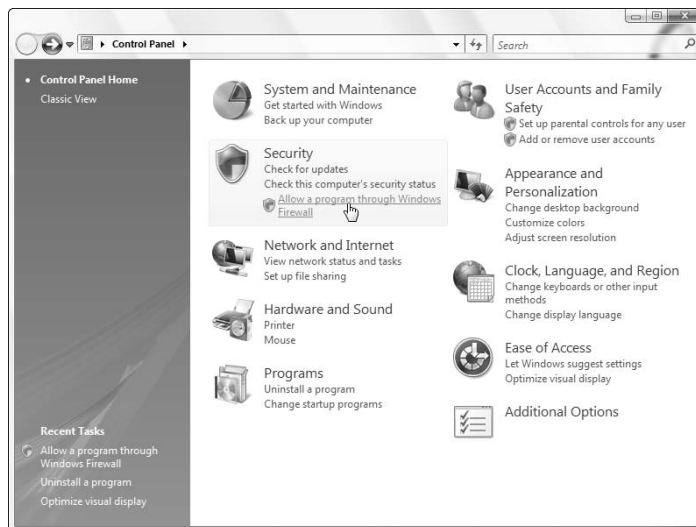 Control Panel
Search
Control Panel Home
Classic View
System and Maintenance
Get started with Windows
Back up your computer
Security
Check for updates
Check this computer's security status
Allow a program through Windows
Firewall
Network and Internet
View network status and tasks
Set up file sharing
Hardware and Sound
Printer
Mouse
Programs
Uninstall a program
Change startup programs
User Accounts and Family
Safety
Set up parental controls for any user
Add or remove user accounts
Appearance and
Personalization
Change desktop background
Customize colors
Adjust screen resolution
Clock, Language, and Region
Change keyboards or other input
methods
Change display language
Ease of Access
Let Windows suggest settings
Optimize visual display
Additional Options
Recent Tasks
Allow a program through
Windows Firewall
Uninstall a program
Optimize visual display